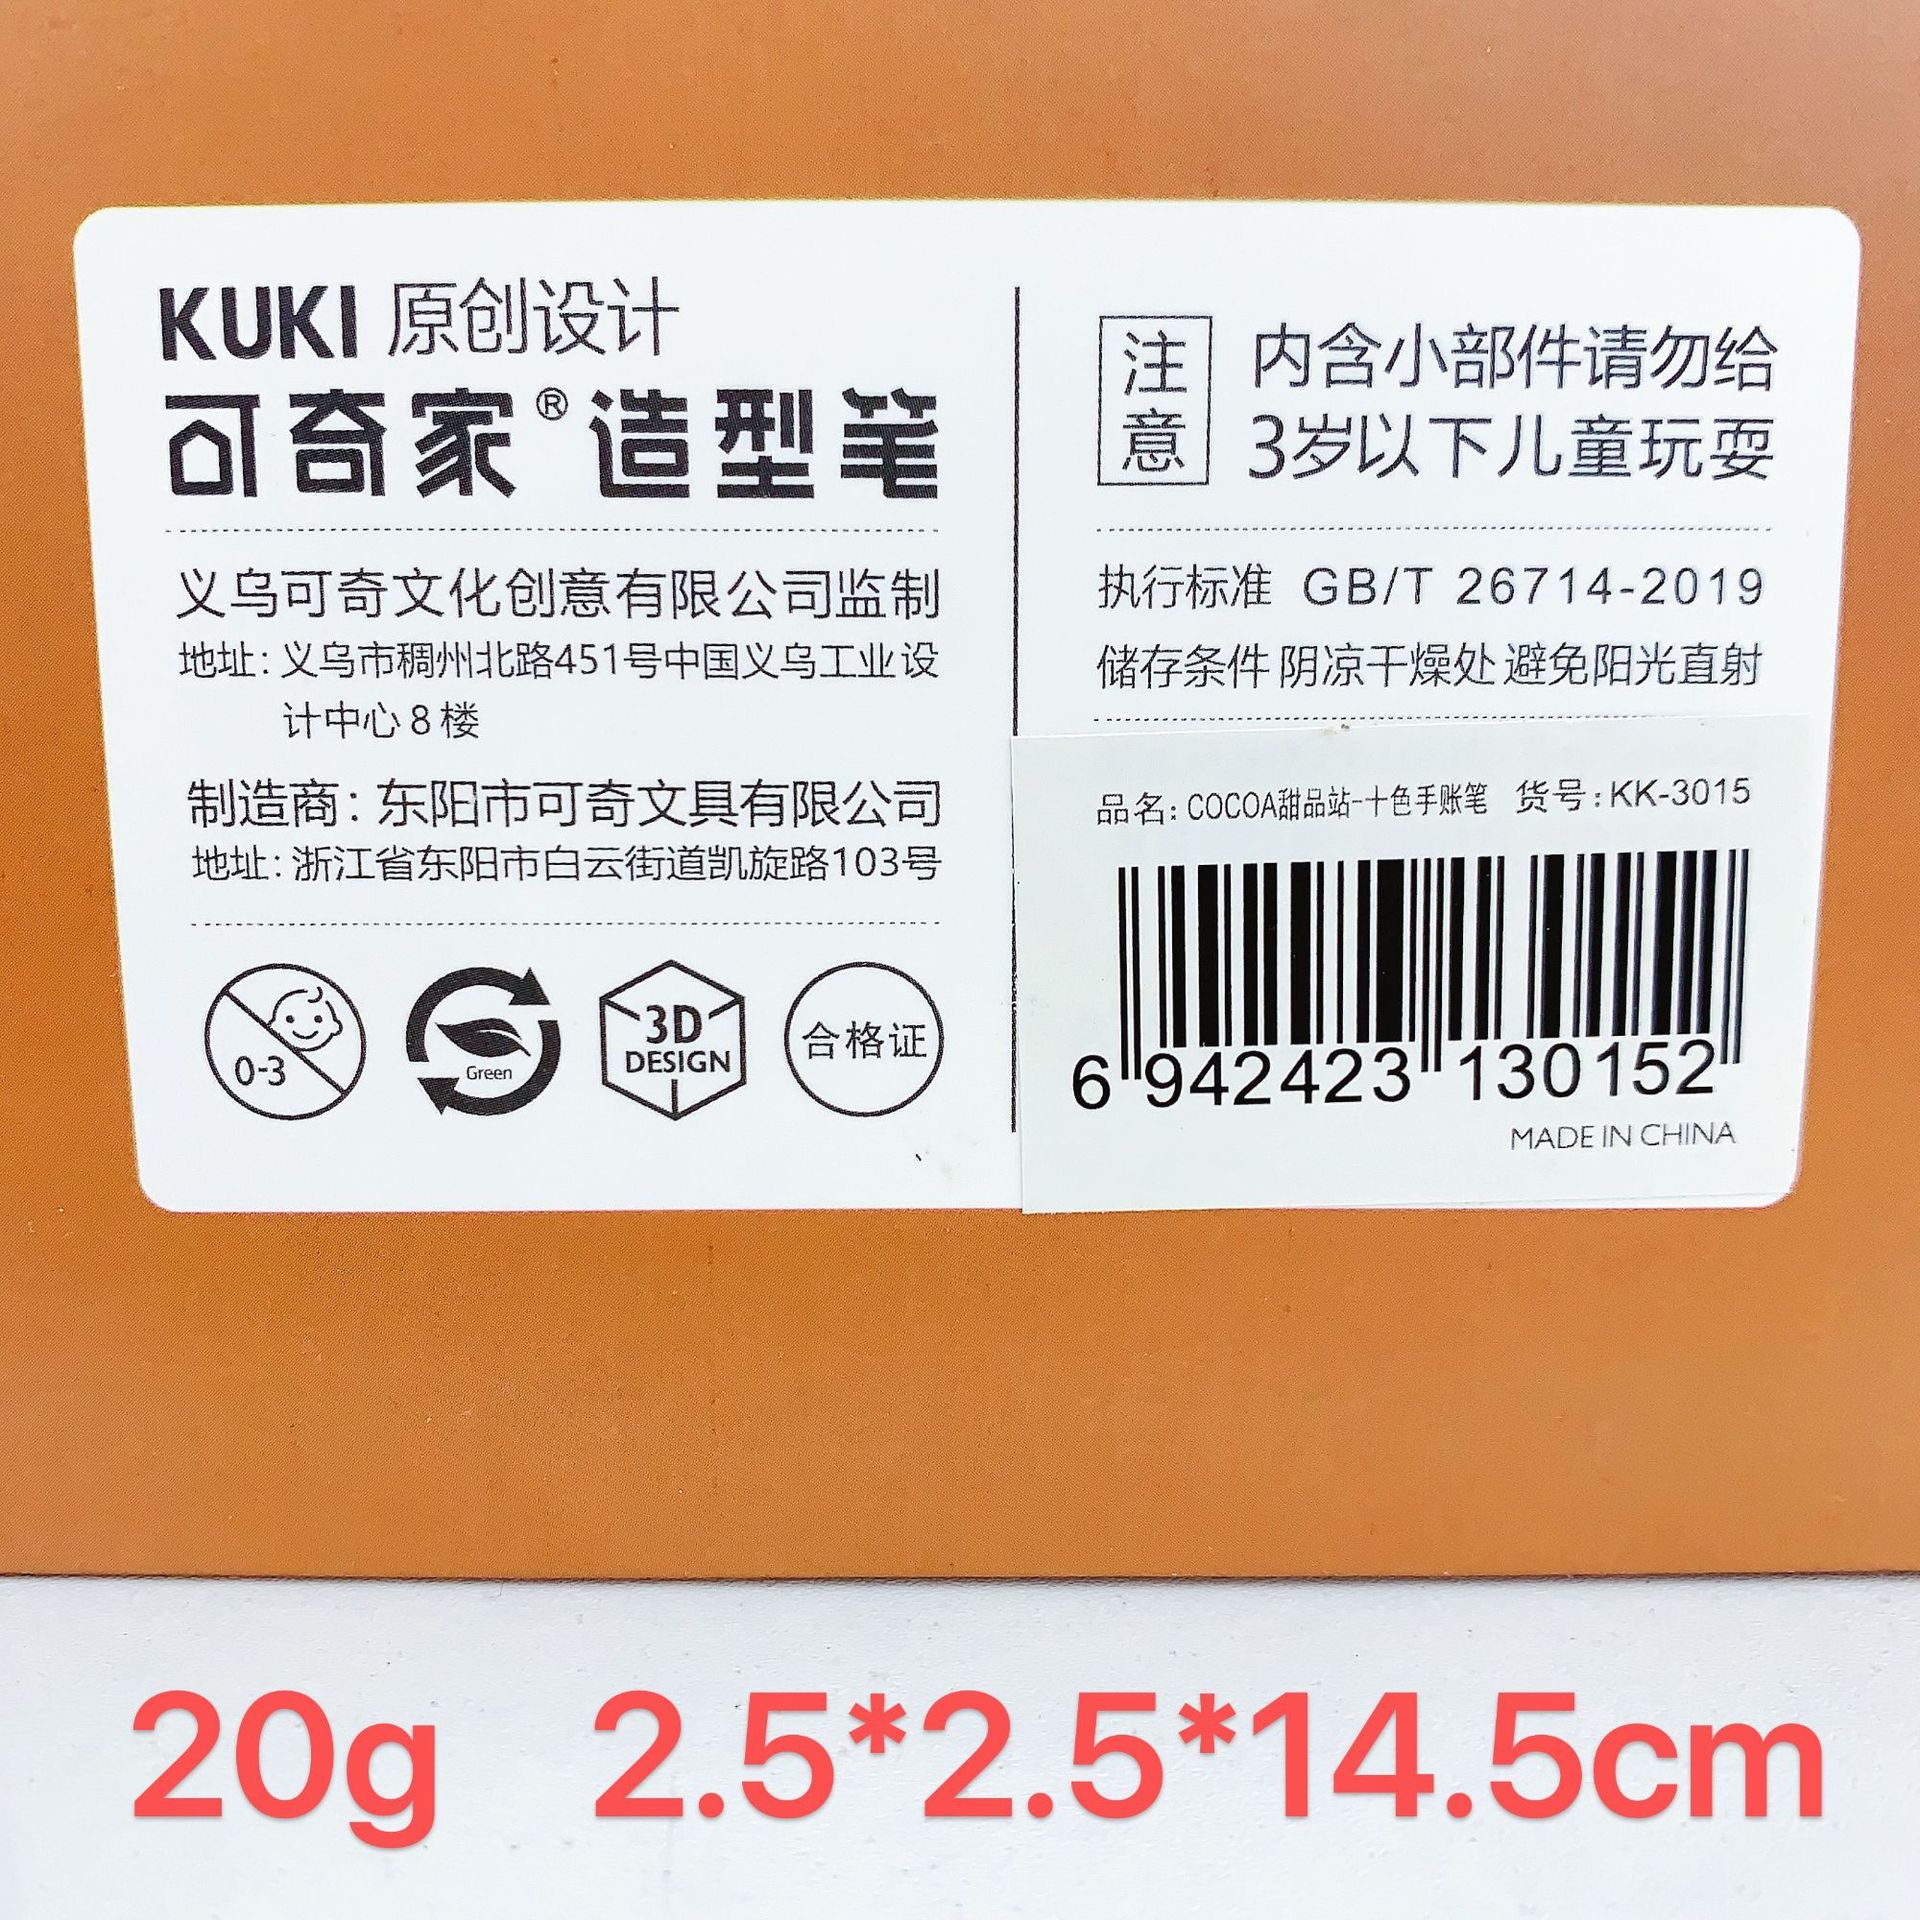 KUKI 原创设计
可奇家® 造型笔
义乌可奇文化创意有限公司监制
地址：义乌市稠州北路451号中国义乌工业设
计中心8楼
制造商：东阳市可奇文具有限公司
地址：浙江省东阳市白云街道凯旋路103号
0-3
Green
3D
DESIGN
合格证
注意
内含小部件请勿给
3岁以下儿童玩耍
执行标准 GB/T 26714-2019
储存条件 阴凉干燥处 避免阳光直射
品名：COCOA甜品站-十色手账笔 货号：KK-3015
6 942423 130152
MADE IN CHINA
20g 2.5*2.5*14.5cm